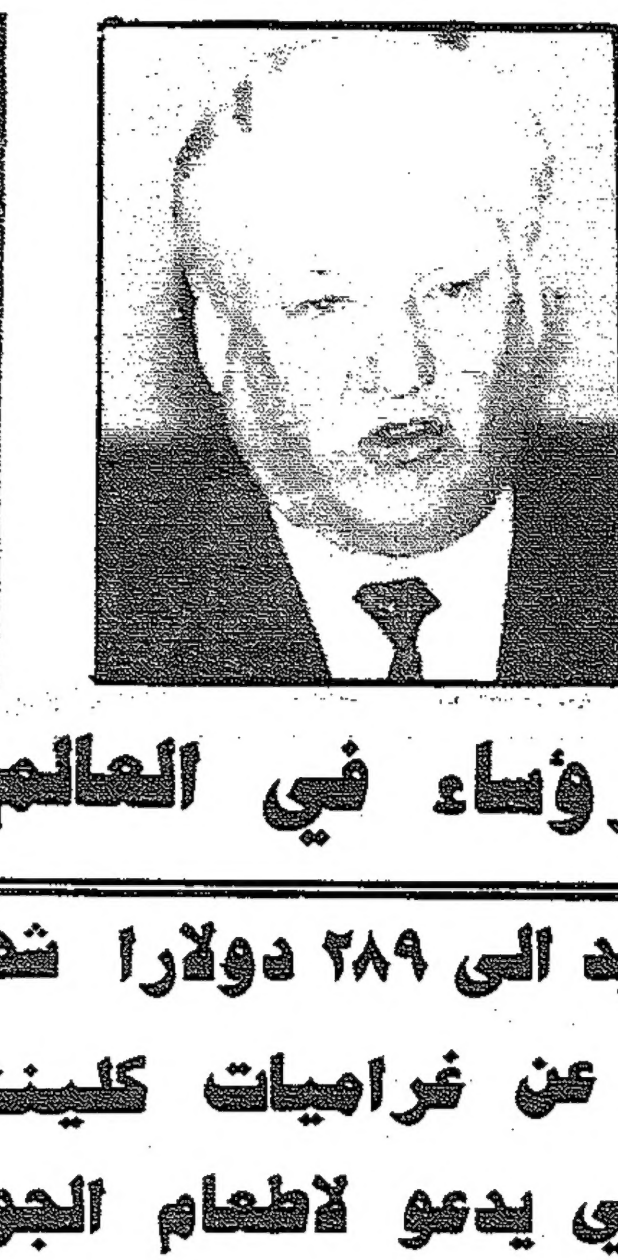 رؤساء في العالم
الى ٢٨٩ دولارا
عن غراميات
يدعو لاطعام